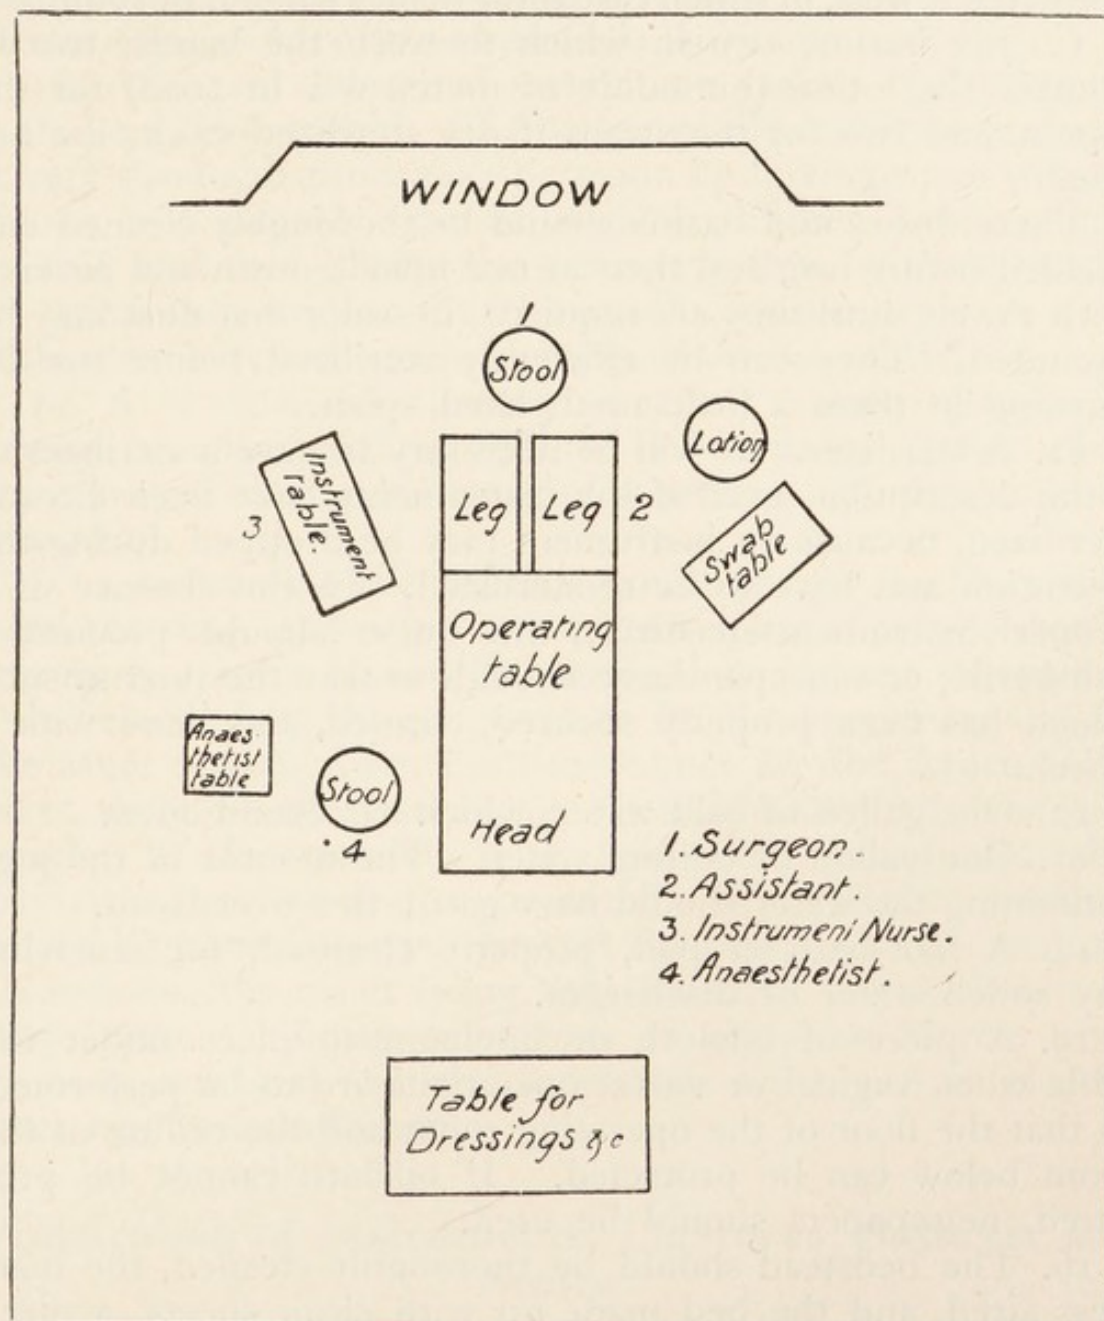 WINDOW
1
Stool
Lotion
Instrument
Table.
3
Leg
Leg
2
Swab
table
Operating
table
Anaes
thetist
table
Stool
.4
Head
1. Surgeon.
2. Assistant.
3. Instrument Nurse.
4. Anaesthetist.
Table for
Dressings &c